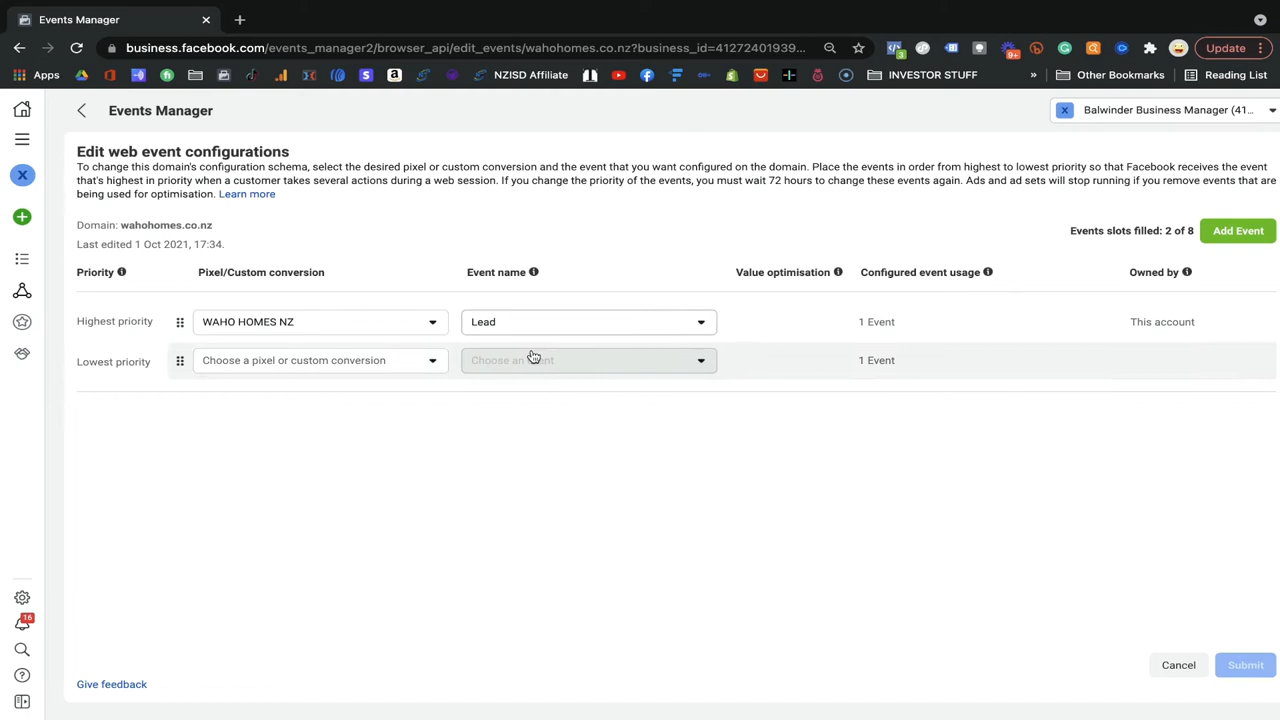 Events Manager
business.facebook.com/events_manager2/browser_api/edit_events/wahohomes.co.nz?business_id=41272401939...
Update
Apps
NZISD Affiliate
INVESTOR STUFF
»
Other Bookmarks
Reading List
3
9+
Events Manager
Balwinder Business Manager (41...
Edit web event configurations
To change this domain's configuration schema, select the desired pixel or custom conversion and the event that you want configured on the domain. Place the events in order from highest to lowest priority so that Facebook receives the event
that's highest in priority when a customer takes several actions during a web session. If you change the priority of the events, you must wait 72 hours to change these events again. Ads and ad sets will stop running if you remove events that are
being used for optimisation. Learn more
Domain: wahohomes.co.nz
Last edited 1 Oct 2021, 17:34.
Events slots filled: 2 of 8
Add Event
Priority
Pixel/Custom conversion
Event name
Value optimisation
Configured event usage
Owned by
Highest priority
WAHO HOMES NZ
Lead
1 Event
This account
Lowest priority
Choose a pixel or custom conversion
Choose an event
1 Event
16
Cancel
Submit
Give feedback